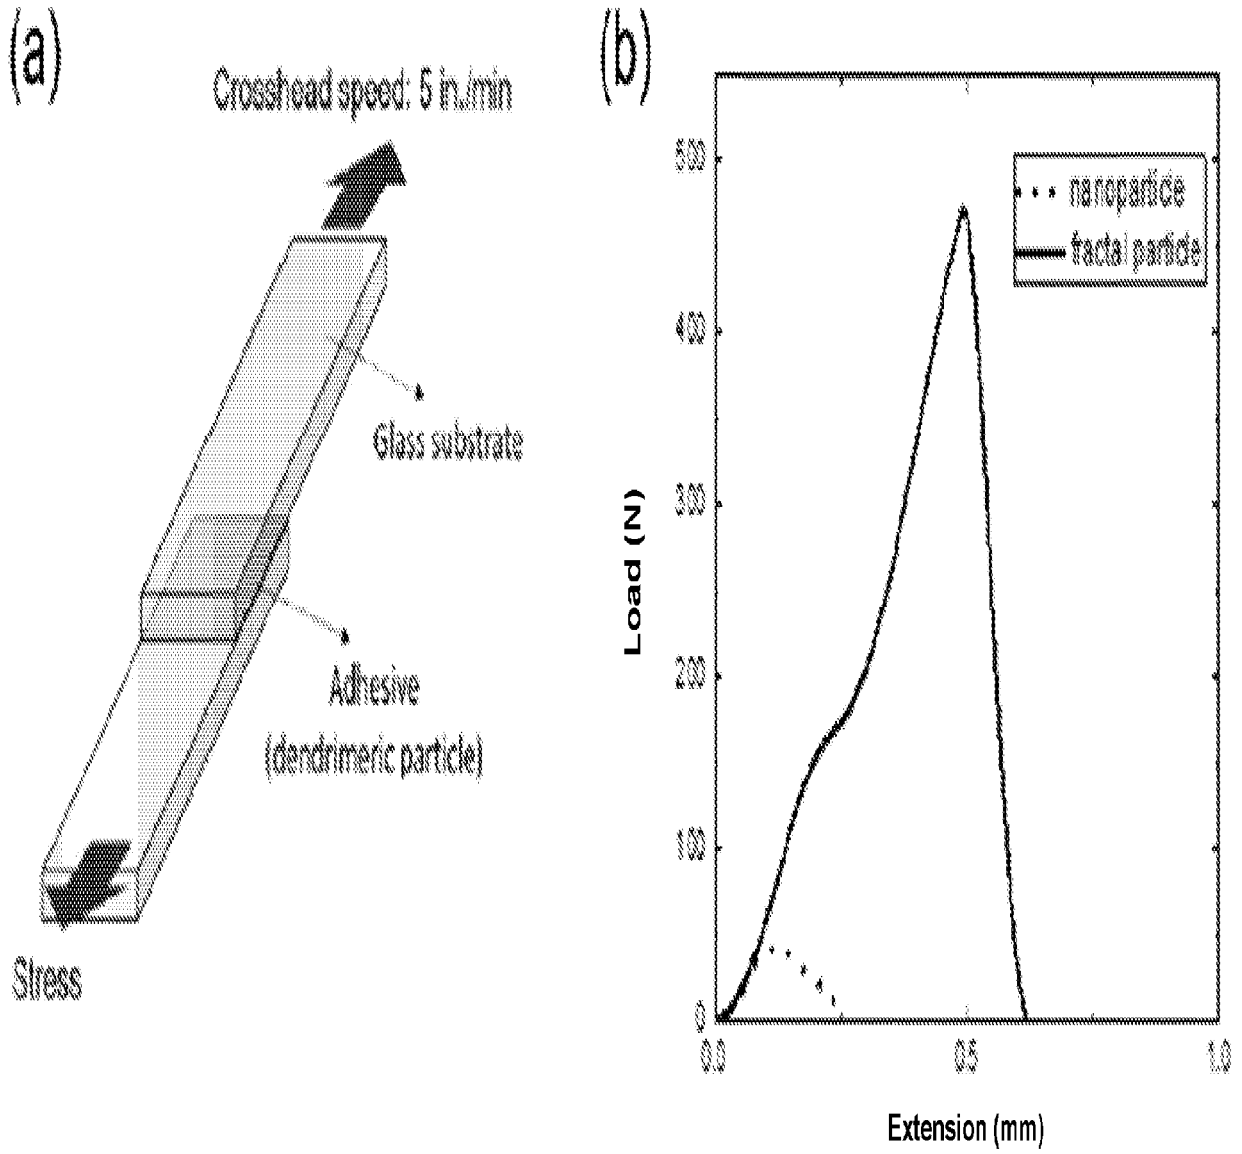 (a)
Crosshead speed: 5 in./min
Glass substrate
Adhesive
(dendrimeric particle)
Stress
(b)
500
400
300
200
100
0
Load (N)
nanoparticle
fractal particle
0.0
0.5
1.0
Extension (mm)